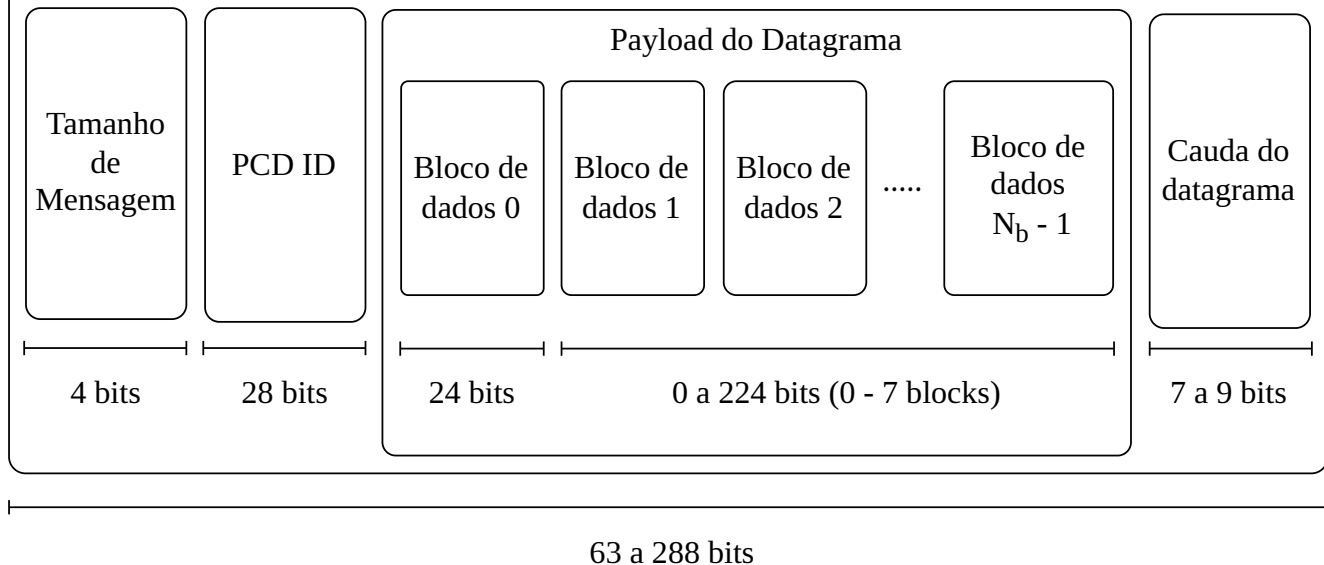 Payload do Datagrama
Tamanho
de
Mensagem
PCD ID
Bloco de
dados 0
Bloco de
dados 1
Bloco de
dados 2
.....
Bloco de
dados
N_b - 1
Cauda do
datagrama
4 bits
28 bits
24 bits
0 a 224 bits (0 - 7 blocks)
7 a 9 bits
63 a 288 bits